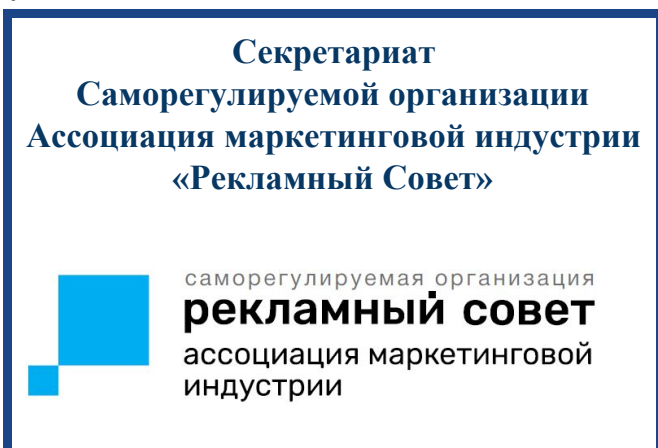 Секретариат
Саморегулируемой организации
Ассоциация маркетинговой индустрии
«Рекламный Совет»
саморегулируемая организация
рекламный совет
ассоциация маркетинговой
индустрии